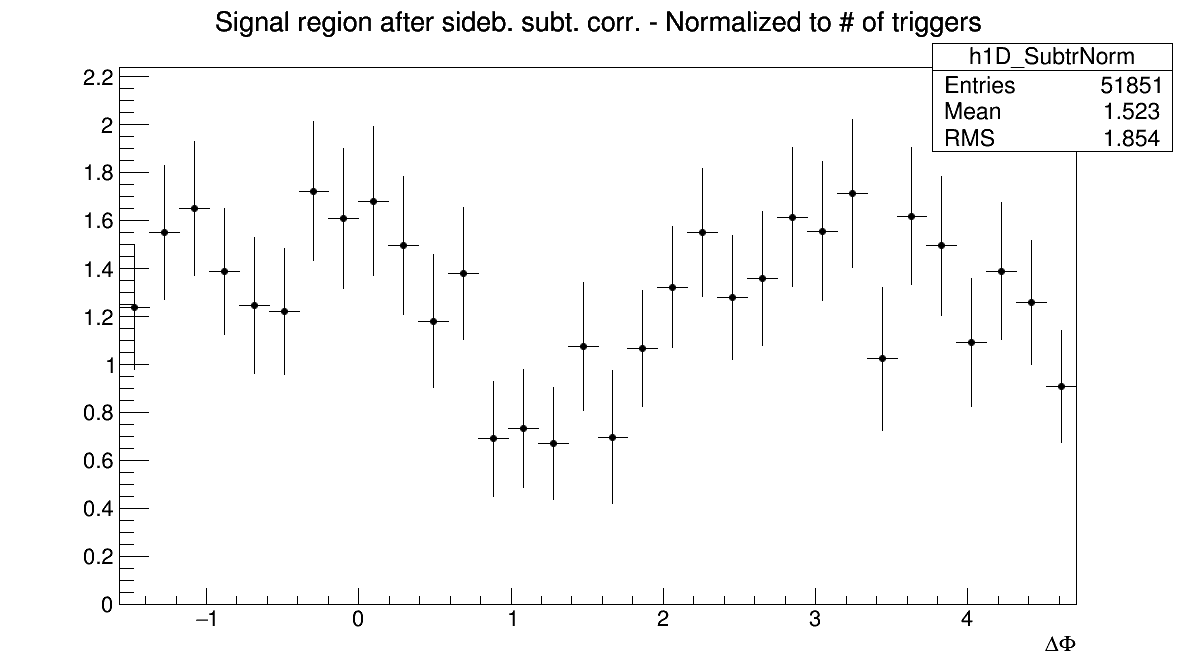 Signal region after sideb. subt. corr. - Normalized to # of triggers
h1D_SubtrNorm
Entries 51851
Mean 1.523
RMS 1.854
2.2
2
1.8
1.6
1.4
1.2
1
0.8
0.6
0.4
0.2
0
−1 0 1 2 3 4
ΔΦ